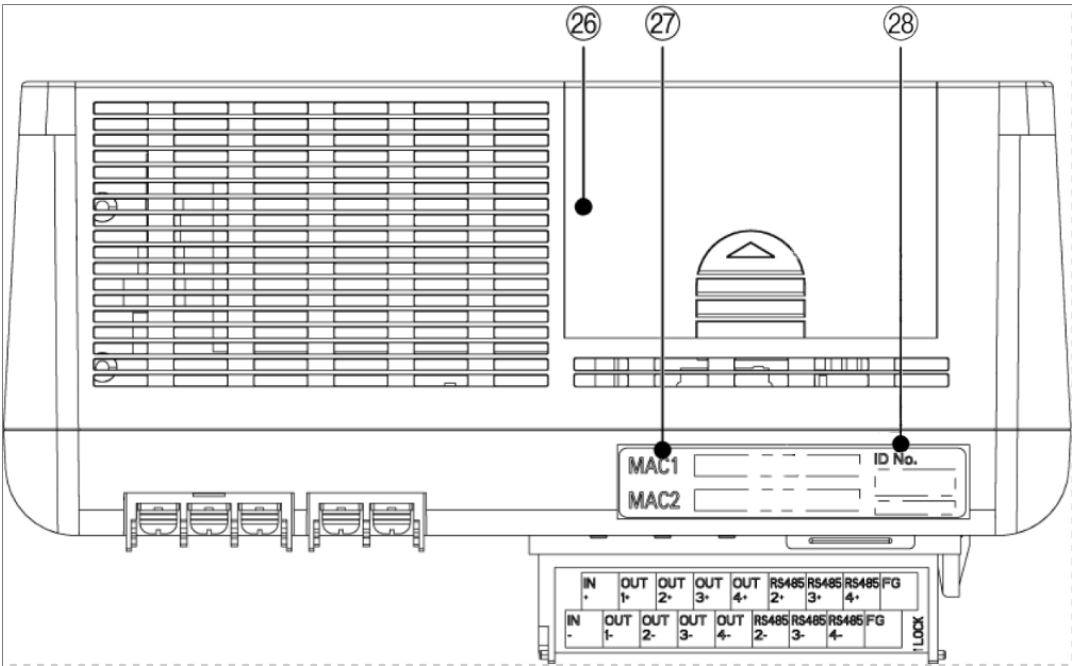 ㉖ ㉗ ㉘
MAC1 ID No.
MAC2
IN + OUT 1+ OUT 2+ OUT 3+ OUT 4+ RS485 2+ RS485 3+ RS485 4+ FG
IN - OUT 1- OUT 2- OUT 3- OUT 4- RS485 2- RS485 3- RS485 4- FG
↑LOCK